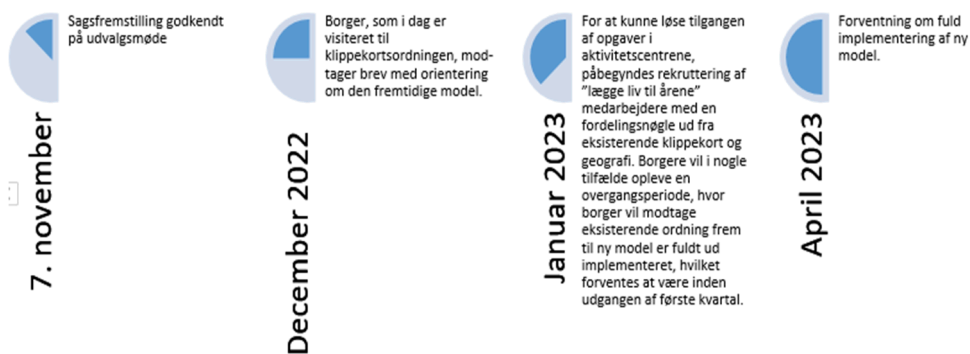 7. november
Sagsfremstilling godkendt
på udvalgsmøde
December 2022
Borger, som i dag er
visiteret til
klippekortsordningen, mod-
tager brev med orientering
om den fremtidige model.
Januar 2023
For at kunne løse tilgangen
af opgaver i
aktivitetscentrene,
påbegyndes rekruttering af
”lægge liv til årene”
medarbejdere med en
fordelingsnøgle ud fra
eksisterende klippekort og
geografi. Borgere vil i nogle
tilfælde opleve en
overgangsperiode, hvor
borger vil modtage
eksisterende ordning frem
til ny model er fuldt ud
implementeret, hvilket
forventes at være inden
udgangen af første kvartal.
April 2023
Forventning om fuld
implementering af ny
model.